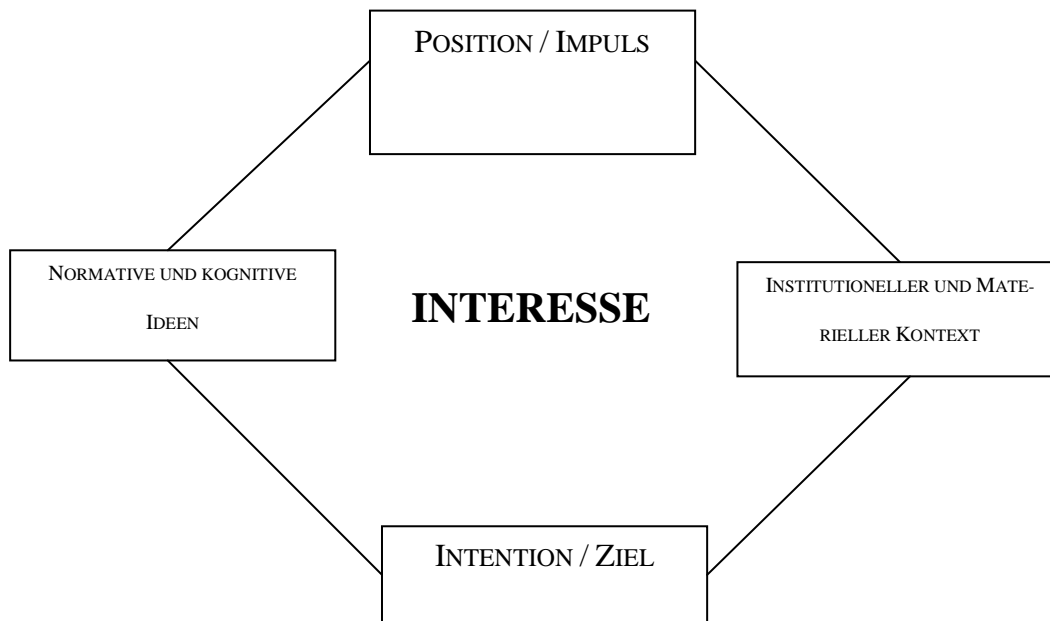 POSITION / IMPULS
NORMATIVE UND KOGNITIVE
IDEEN
INTERESSE
INSTITUTIONELLER UND MATE-
RIELLER KONTEXT
INTENTION / ZIEL